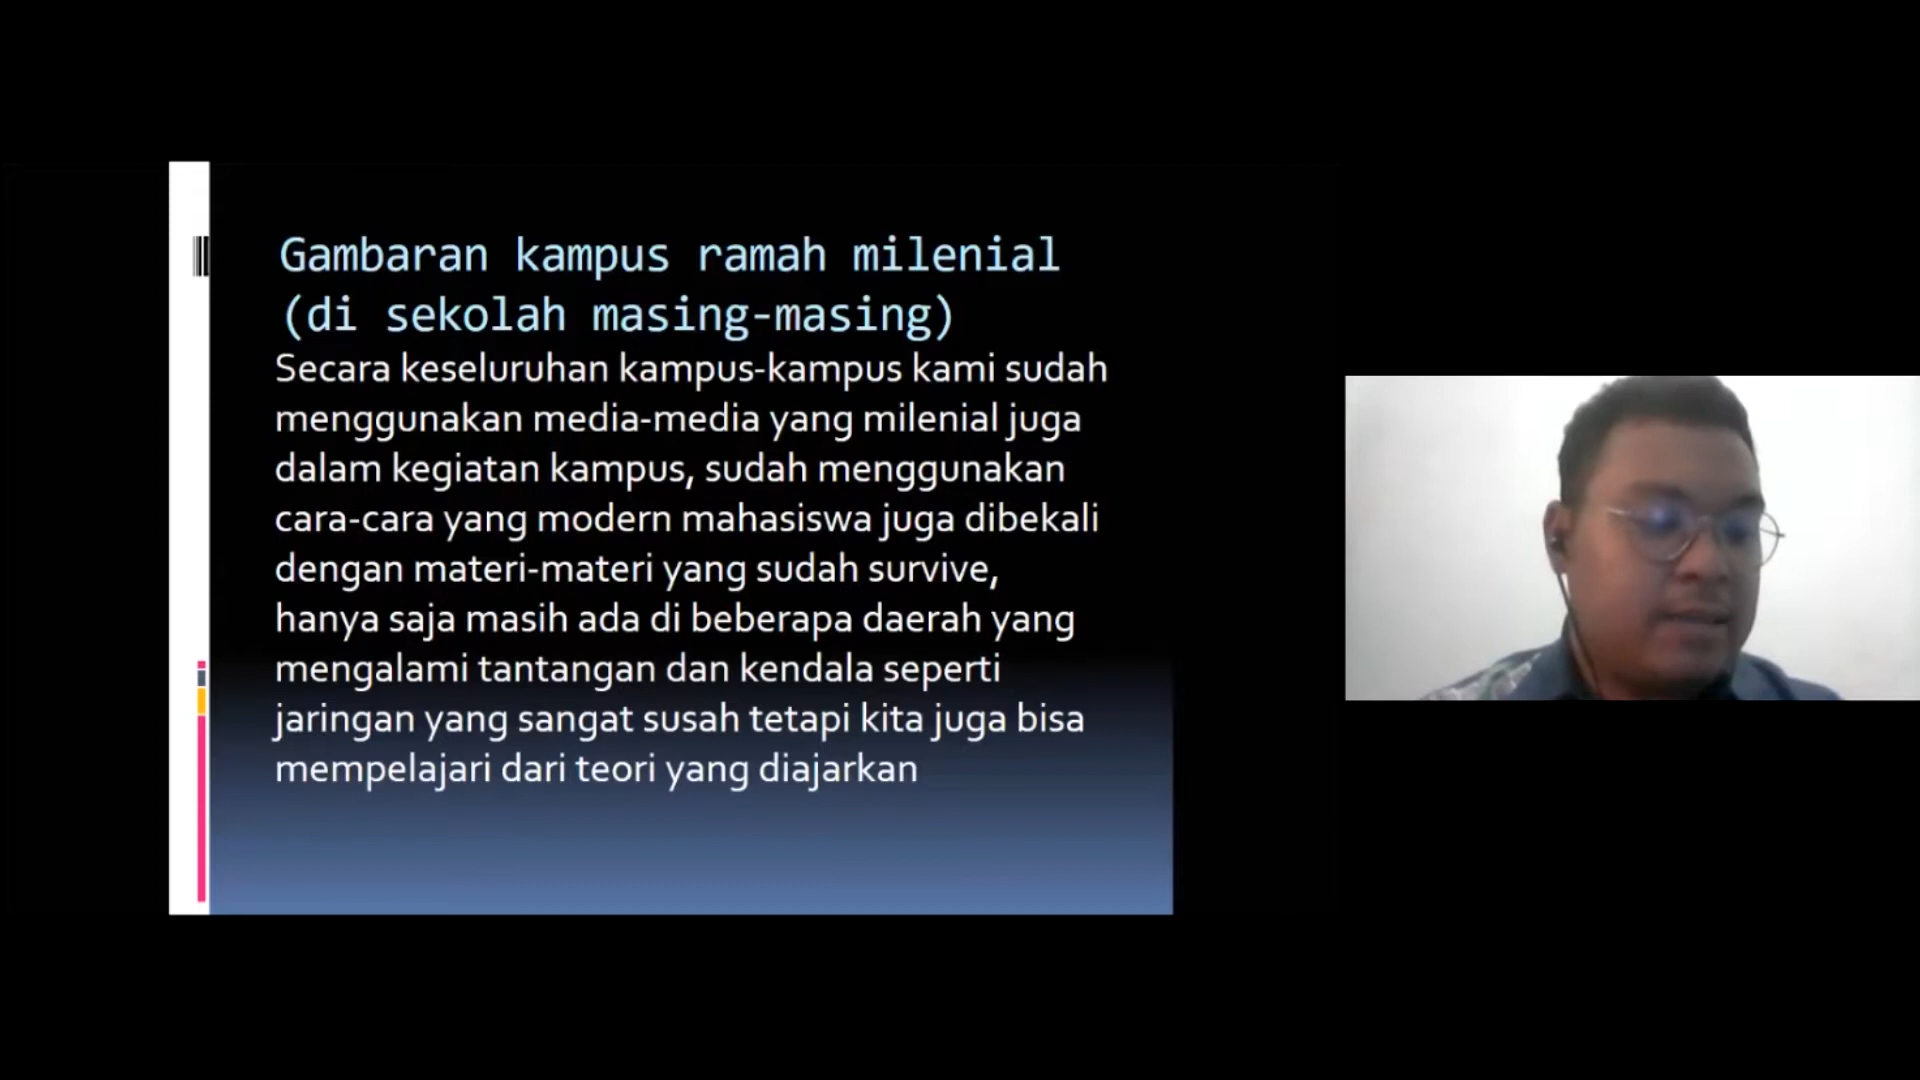 Gambaran kampus ramah milenial
(di sekolah masing-masing)
Secara keseluruhan kampus-kampus kami sudah
menggunakan media-media yang milenial juga
dalam kegiatan kampus, sudah menggunakan
cara-cara yang modern mahasiswa juga dibekali
dengan materi-materi yang sudah survive,
hanya saja masih ada di beberapa daerah yang
mengalami tantangan dan kendala seperti
jaringan yang sangat susah tetapi kita juga bisa
mempelajari dari teori yang diajarkan